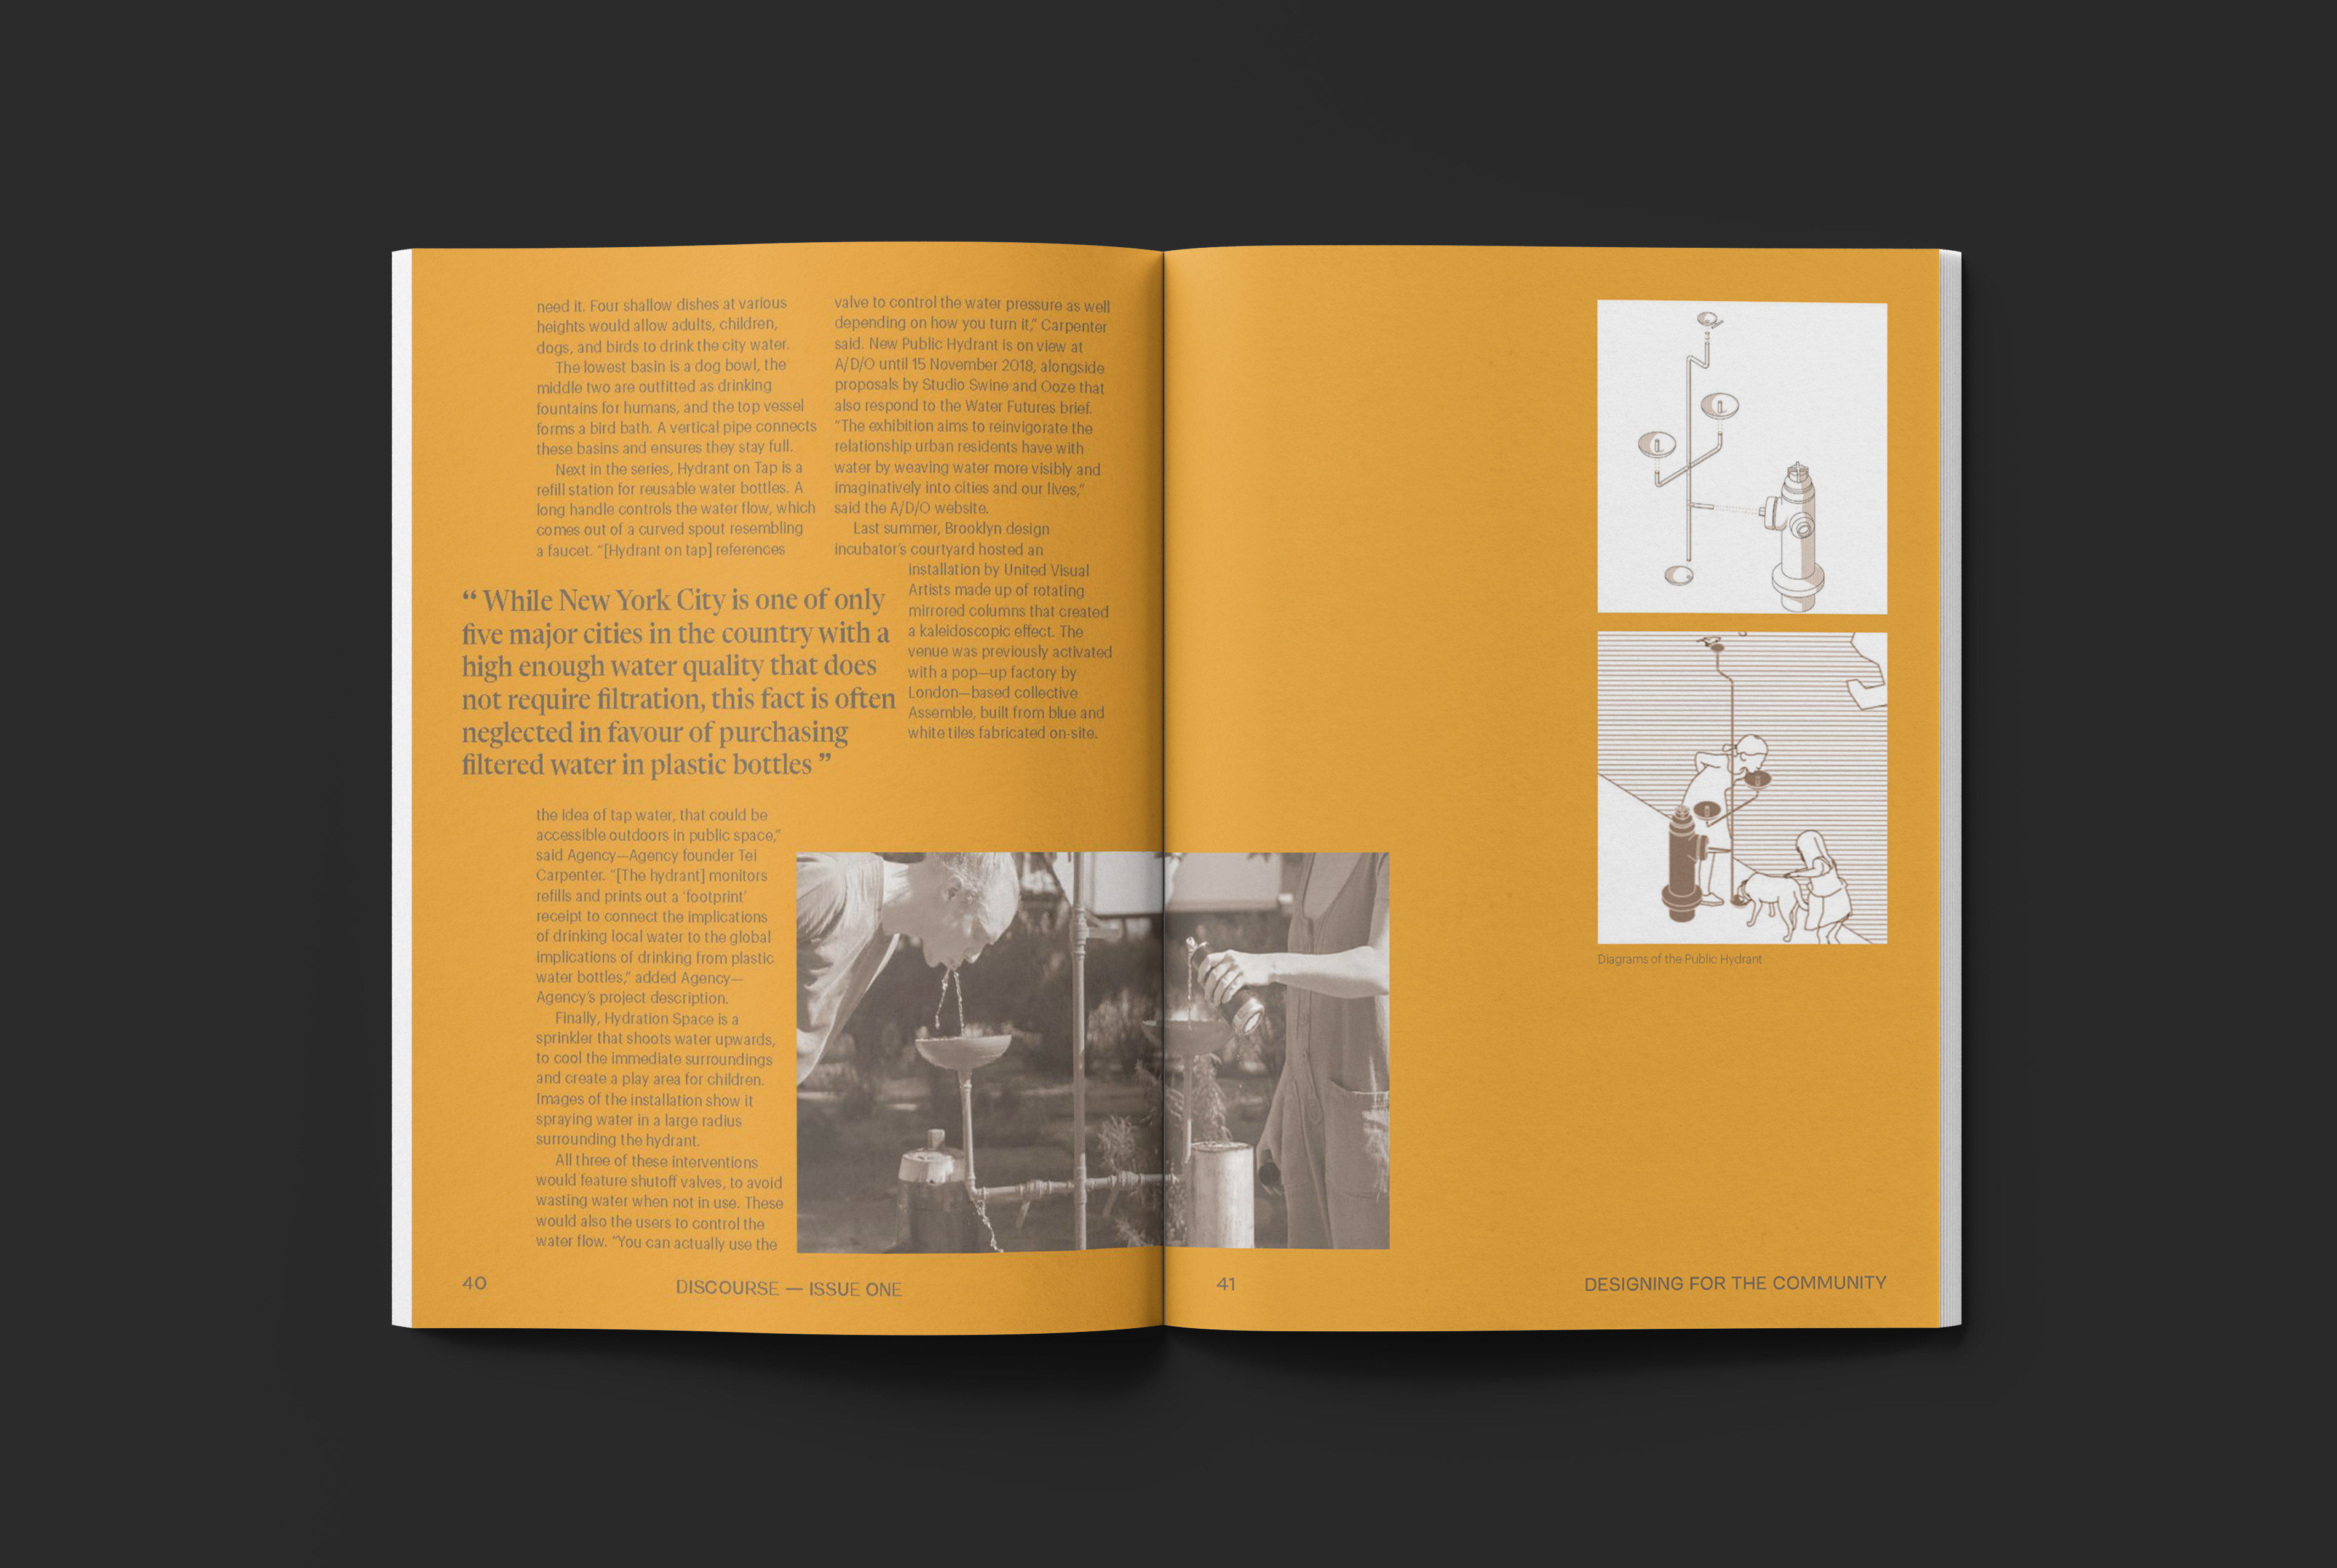 need it. Four shallow dishes at various
heights would allow adults, children,
dogs, and birds to drink the city water.
The lowest basin is a dog bowl, the
middle two are outfitted as drinking
fountains for humans, and the top vessel
forms a bird bath. A vertical pipe connects
these basins and ensures they stay full.
Next in the series, Hydrant on Tap is a
refill station for reusable water bottles. A
long handle controls the water flow, which
comes out of a curved spout resembling
a faucet. “[Hydrant on tap] references
“ While New York City is one of only
five major cities in the country with a
high enough water quality that does
not require filtration, this fact is often
neglected in favour of purchasing
filtered water in plastic bottles ”
the idea of tap water, that could be
accessible outdoors in public space,”
said Agency—Agency founder Tei
Carpenter. “[The hydrant] monitors
refills and prints out a ‘footprint’
receipt to connect the implications
of drinking local water to the global
implications of drinking from plastic
water bottles,” added Agency—
Agency’s project description.
Finally, Hydration Space is a
sprinkler that shoots water upwards,
to cool the immediate surroundings
and create a play area for children.
Images of the installation show it
spraying water in a large radius
surrounding the hydrant.
All three of these interventions
would feature shutoff valves, to avoid
wasting water when not in use. These
would also the users to control the
water flow. “You can actually use the
valve to control the water pressure as well
depending on how you turn it,” Carpenter
said. New Public Hydrant is on view at
A/D/O until 15 November 2018, alongside
proposals by Studio Swine and Ooze that
also respond to the Water Futures brief.
“The exhibition aims to reinvigorate the
relationship urban residents have with
water by weaving water more visibly and
imaginatively into cities and our lives,”
said the A/D/O website.
Last summer, Brooklyn design
incubator’s courtyard hosted an
installation by United Visual
Artists made up of rotating
mirrored columns that created
a kaleidoscopic effect. The
venue was previously activated
with a pop—up factory by
London—based collective
Assemble, built from blue and
white tiles fabricated on-site.
40
DISCOURSE — ISSUE ONE
Diagrams of the Public Hydrant
41
DESIGNING FOR THE COMMUNITY